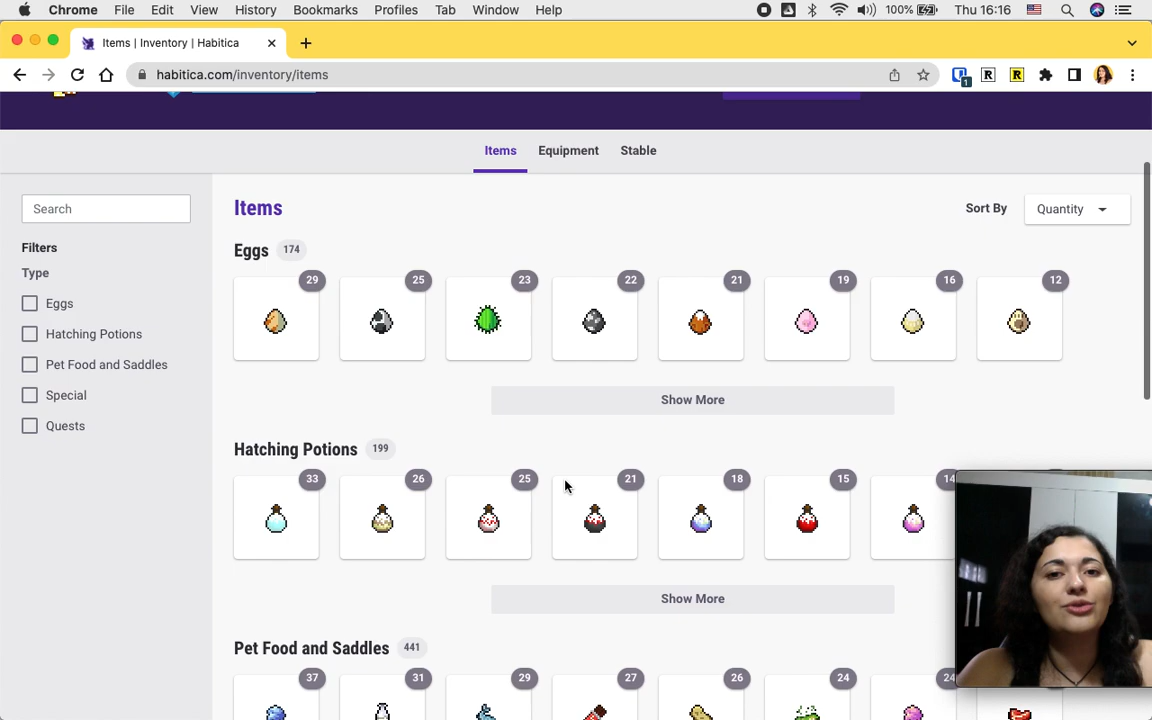 Chrome File Edit View History Bookmarks Profiles Tab Window Help 100% Thu 16:16
Items | Inventory | Habitica
habitica.com/inventory/items
1 R R
Items Equipment Stable
Search
Items
Sort By Quantity
Filters
Type
Eggs
Hatching Potions
Pet Food and Saddles
Special
Quests
Eggs 174
29 25 23 22 21 19 16 12
Show More
Hatching Potions 199
33 26 25 21 18 15 14
Show More
Pet Food and Saddles 441
37 31 29 27 26 24 24